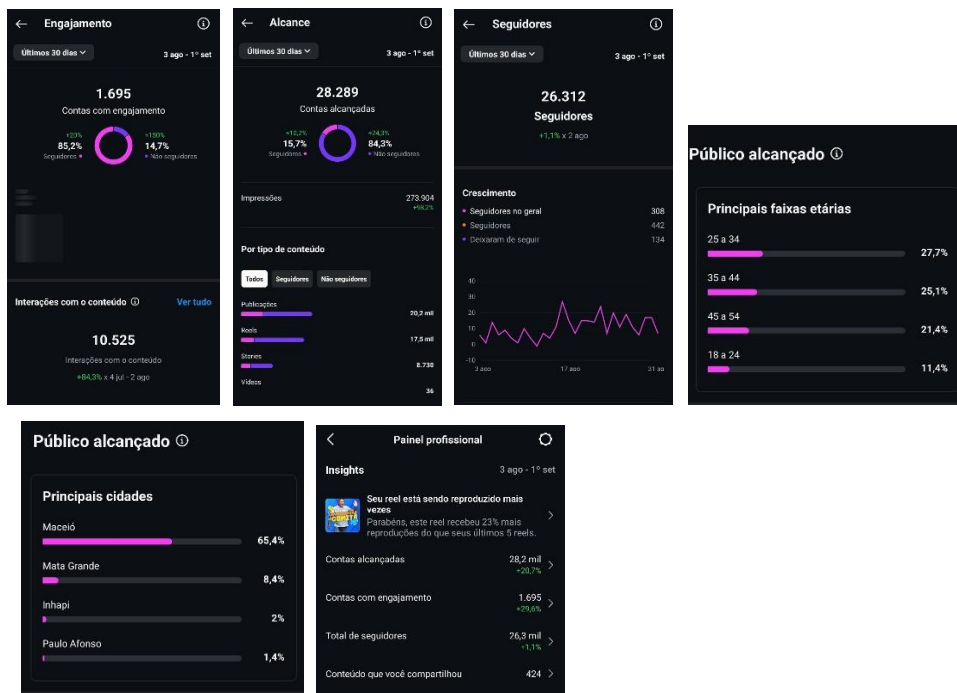 Engajamento
Últimos 30 dias
3 ago - 1º set
1.695
Contas com engajamento
+20%
85,2%
Seguidores
+180%
14,7%
Não seguidores
Interações com o conteúdo
Ver tudo
10.525
Interações com o conteúdo
+84,3% x 4 jul - 2 ago
Alcance
Últimos 30 dias
3 ago - 1º set
28.289
Contas alcançadas
+10,2%
15,7%
Seguidores
+24,3%
84,3%
Não seguidores
Impressões
273.904
+98,2%
Por tipo de conteúdo
Todos
Seguidores
Não seguidores
Publicações
20,2 mil
Reels
17,5 mil
Stories
8.730
Vídeos
36
Seguidores
Últimos 30 dias
3 ago - 1º set
26.312
Seguidores
+1,1% x 2 ago
Crescimento
Seguidores no geral 308
Seguidores 442
Deixaram de seguir 134
40
30
20
10
0
-10
3 ago
17 ago
31 ag
Público alcançado
Principais faixas etárias
25 a 34
27,7%
35 a 44
25,1%
45 a 54
21,4%
18 a 24
11,4%
Público alcançado
Principais cidades
Maceió
65,4%
Mata Grande
8,4%
Inhapi
2%
Paulo Afonso
1,4%
Painel profissional
Insights
3 ago - 1º set
Seu reel está sendo reproduzido mais
vezes
Parabéns, este reel recebeu 23% mais
reproduções do que seus últimos 5 reels.
Contas alcançadas
28,2 mil
+20,7%
Contas com engajamento
1.695
+29,6%
Total de seguidores
26,3 mil
+1,1%
Conteúdo que você compartilhou
424